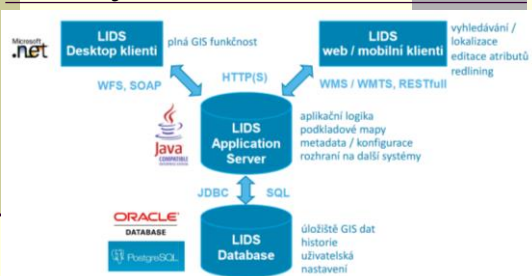 Microsoft
.net
LIDS
Desktop klienti
plná GIS funkčnost
LIDS
web / mobilní klienti
vyhledávání /
lokalizace
editace atributů
redlining
WFS, SOAP
HTTP(S)
WMS / WMTS, RESTfull
Java
COMPATIBLE
LIDS
Application
Server
aplikační logika
podkladové mapy
metadata / konfigurace
rozhraní na další systémy
JDBC
SQL
ORACLE
DATABASE
PostgreSQL
LIDS
Database
úložiště GIS dat
historie
uživatelská
nastavení